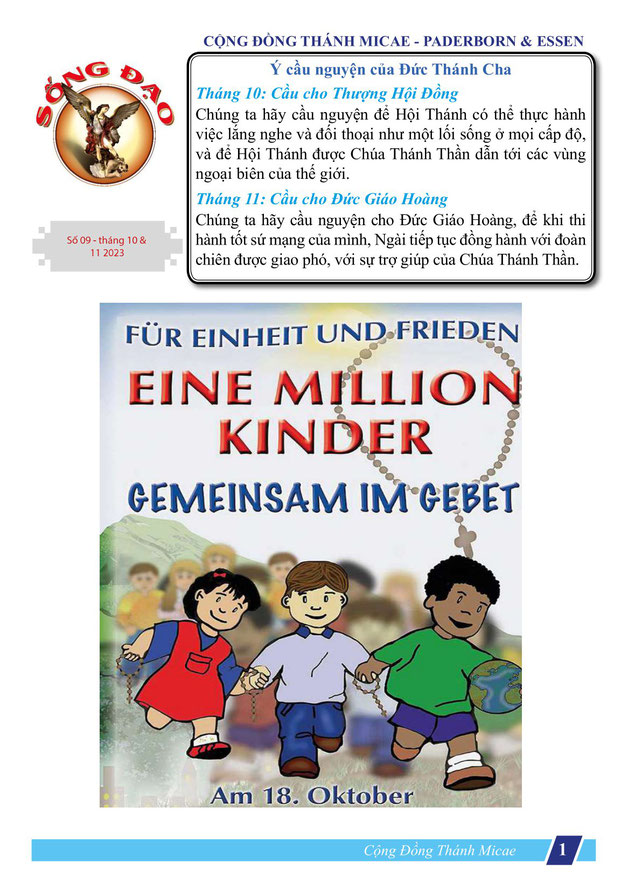 CỘNG ĐỒNG THÁNH MICAE - PADERBORN & ESSEN
SỐNG ĐẠO
Số 09 - tháng 10 &
11 2023
Ý cầu nguyện của Đức Thánh Cha
Tháng 10: Cầu cho Thượng Hội Đồng
Chúng ta hãy cầu nguyện để Hội Thánh có thể thực hành
việc lắng nghe và đối thoại như một lối sống ở mọi cấp độ,
và để Hội Thánh được Chúa Thánh Thần dẫn tới các vùng
ngoại biên của thế giới.
Tháng 11: Cầu cho Đức Giáo Hoàng
Chúng ta hãy cầu nguyện cho Đức Giáo Hoàng, để khi thi
hành tốt sứ mạng của mình, Ngài tiếp tục đồng hành với đoàn
chiên được giao phó, với sự trợ giúp của Chúa Thánh Thần.
FÜR EINHEIT UND FRIEDEN
EINE MILLION
KINDER
GEMEINSAM IM GEBET
Am 18. Oktober
Cộng Đồng Thánh Micae
1